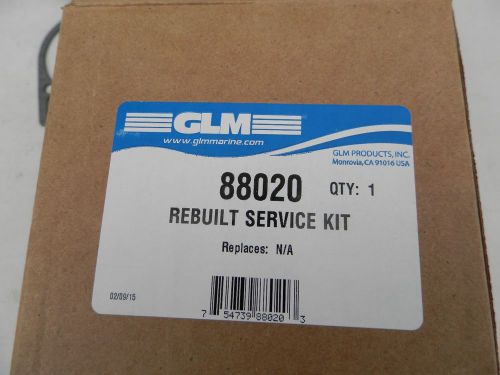 GLM
www.glmmarine.com
GLM PRODUCTS, INC.
Monrovia, CA 91016 USA
88020 QTY: 1
REBUILT SERVICE KIT
Replaces: N/A
02/09/15
7 54739 88020 3